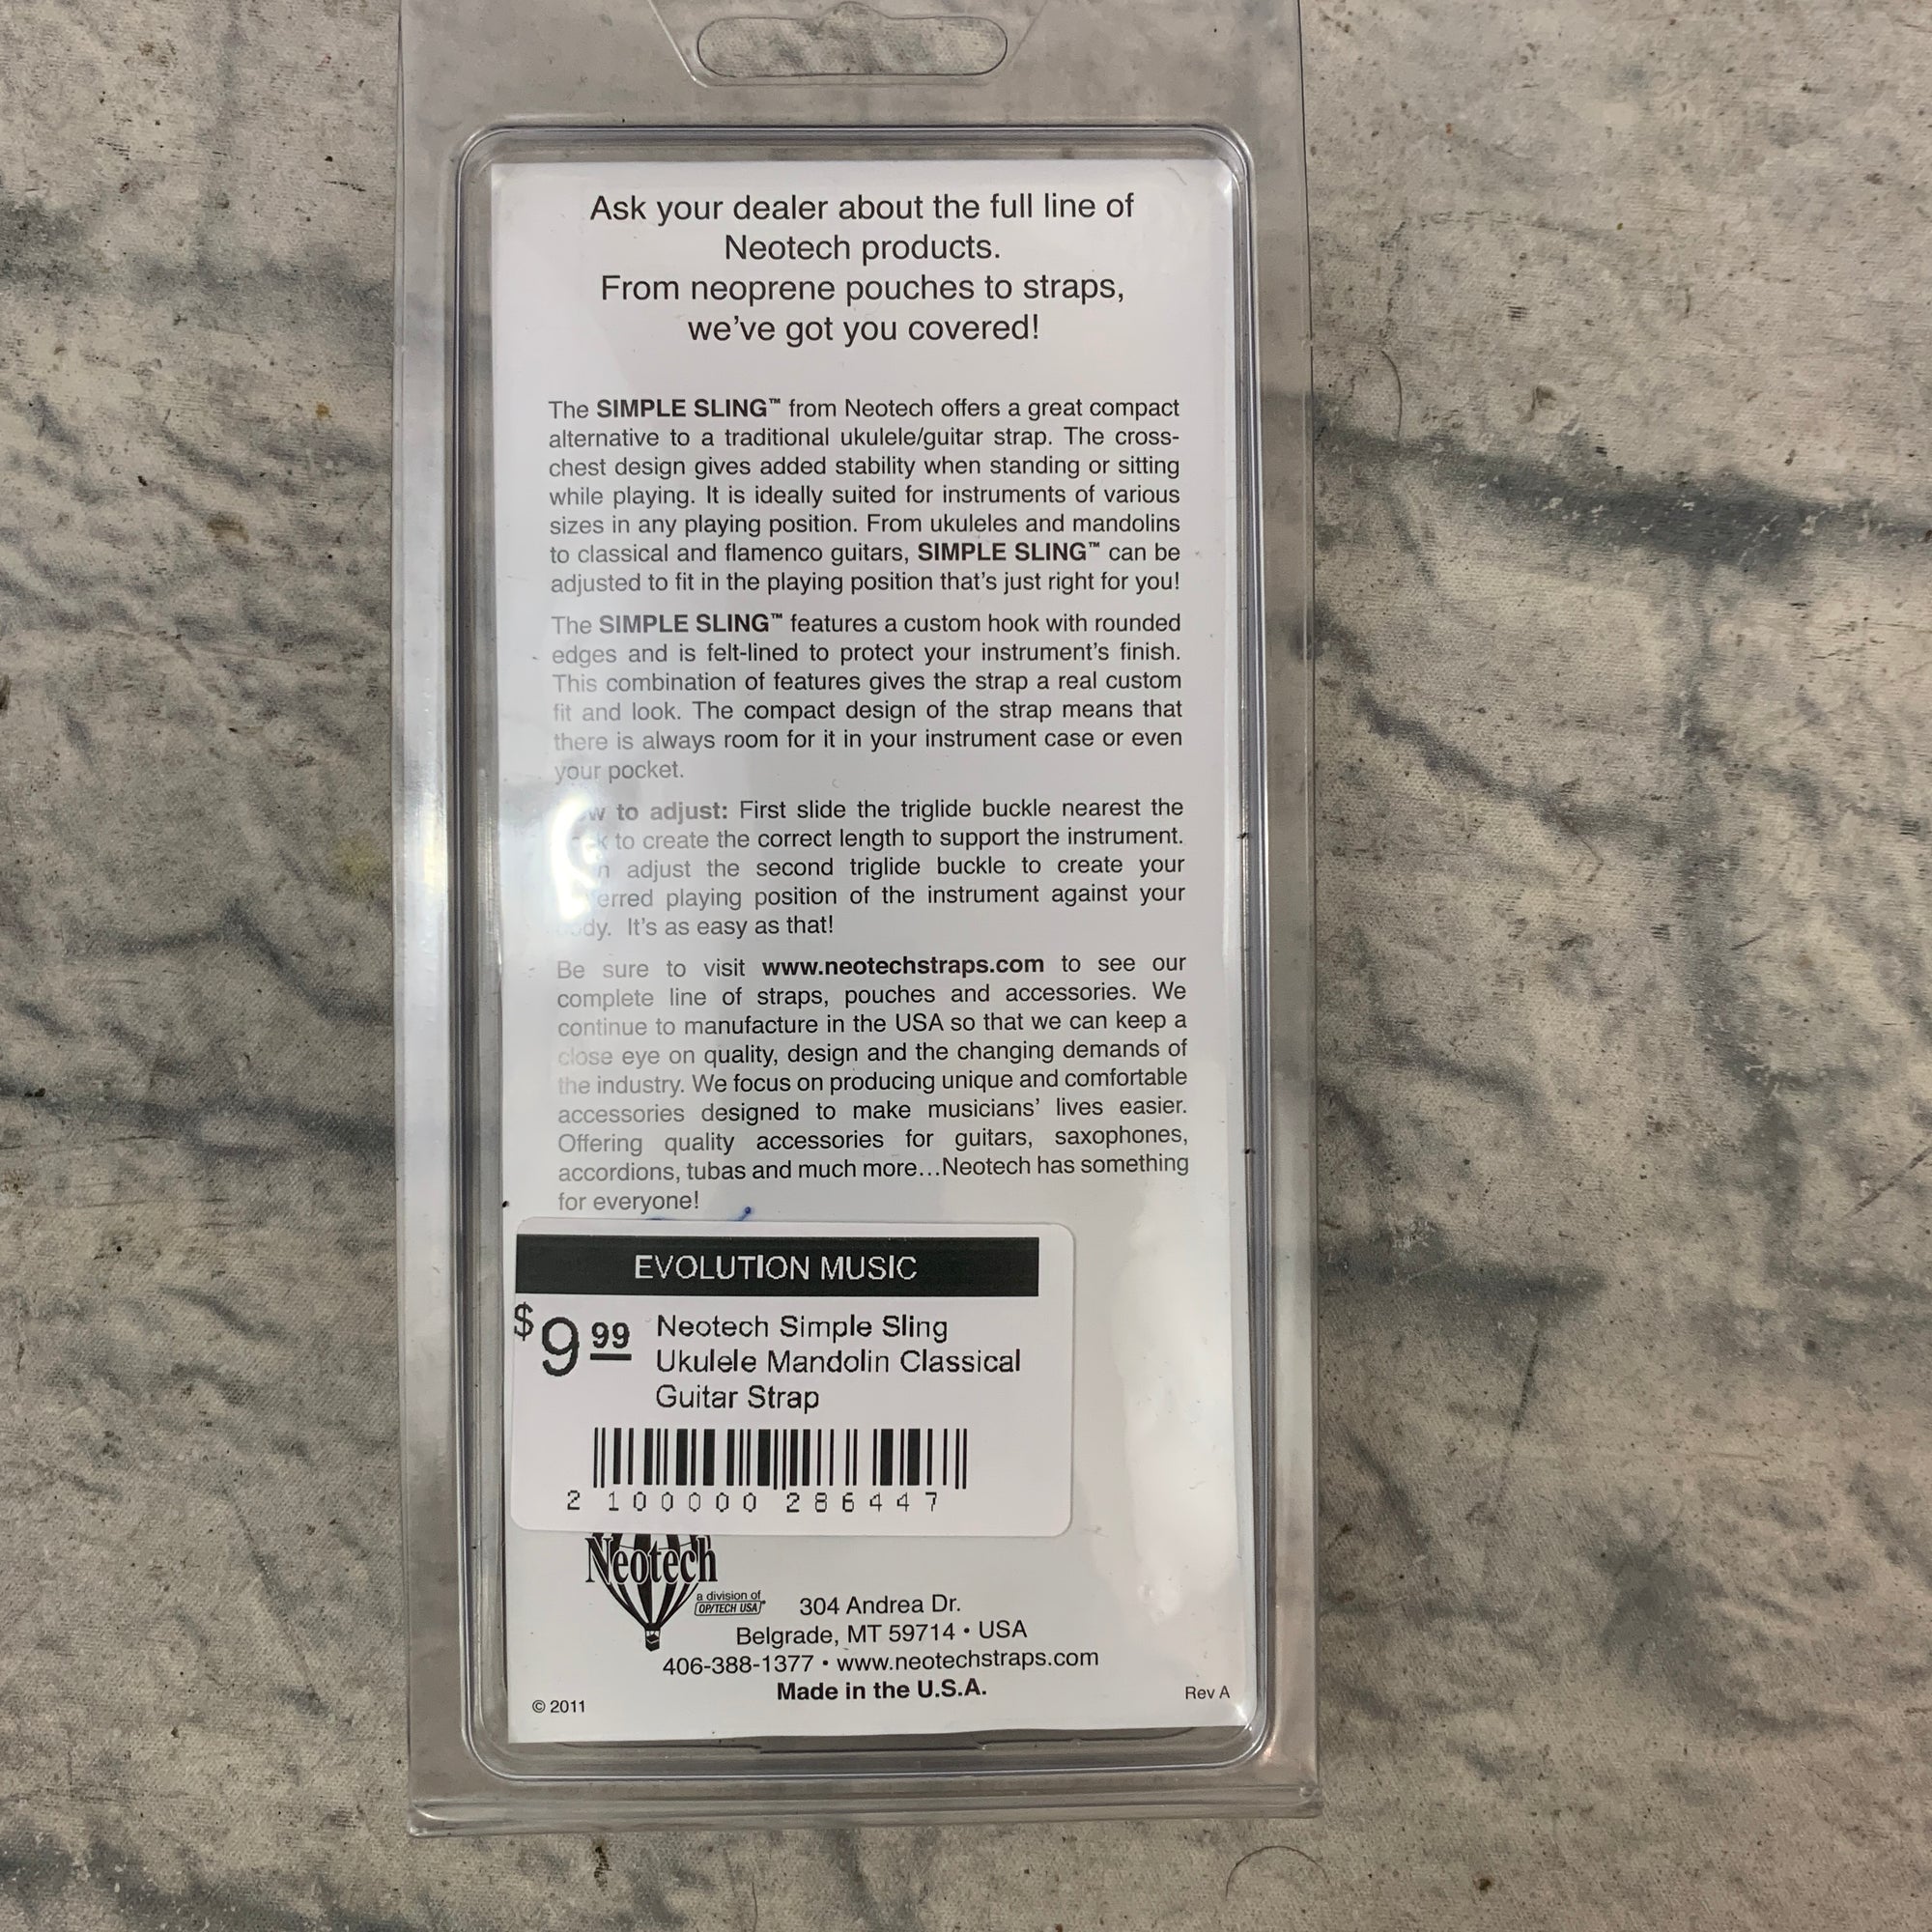 Ask your dealer about the full line of
Neotech products.
From neoprene pouches to straps,
we've got you covered!
The SIMPLE SLING™ from Neotech offers a great compact
alternative to a traditional ukulele/guitar strap. The cross-
chest design gives added stability when standing or sitting
while playing. It is ideally suited for instruments of various
sizes in any playing position. From ukuleles and mandolins
to classical and flamenco guitars, SIMPLE SLING™ can be
adjusted to fit in the playing position that's just right for you!
The SIMPLE SLING™ features a custom hook with rounded
edges and is felt-lined to protect your instrument's finish.
This combination of features gives the strap a real custom
fit and look. The compact design of the strap means that
there is always room for it in your instrument case or even
your pocket.
to adjust: First slide the triglide buckle nearest the
to create the correct length to support the instrument.
adjust the second triglide buckle to create your
playing position of the instrument against your
It's as easy as that!
Be sure to visit www.neotechstraps.com to see our
complete line of straps, pouches and accessories. We
continue to manufacture in the USA so that we can keep a
close eye on quality, design and the changing demands of
the industry. We focus on producing unique and comfortable
accessories designed to make musicians' lives easier.
Offering quality accessories for guitars, saxophones,
accordions, tubas and much more...Neotech has something
for everyone!
EVOLUTION MUSIC
$9 99 Neotech Simple Sling
Ukulele Mandolin Classical
Guitar Strap
2 100000 286447
Neotech
a division of
OP/TECH USA
304 Andrea Dr.
Belgrade, MT 59714 • USA
406-388-1377 • www.neotechstraps.com
Made in the U.S.A.
© 2011
Rev A